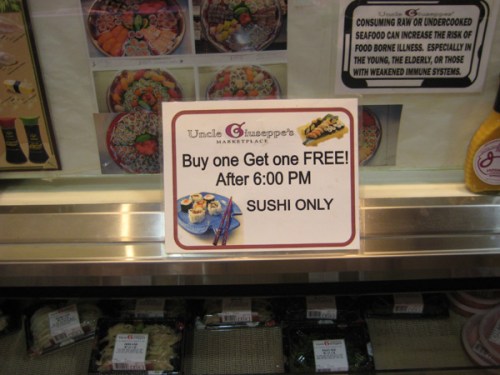 Uncle Giuseppe's
CONSUMING RAW OR UNDERCOOKED
SEAFOOD CAN INCREASE THE RISK OF
FOOD BORNE ILLNESS. ESPECIALLY IN
THE YOUNG, THE ELDERLY, OR THOSE
WITH WEAKENED IMMUNE SYSTEMS.
Uncle Giuseppe's
MARKETPLACE
Buy one Get one FREE!
After 6:00 PM
SUSHI ONLY